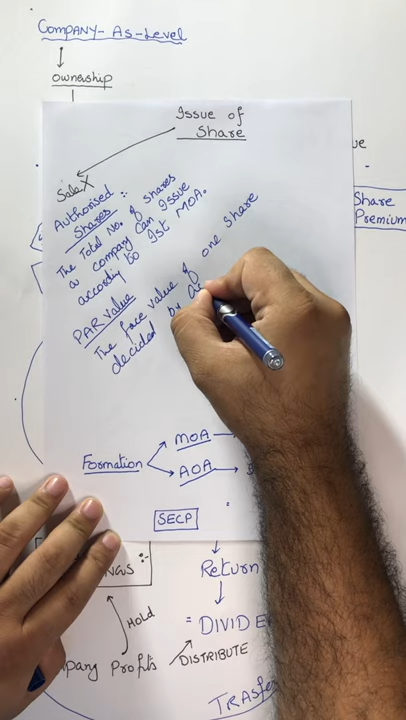 COMPANY- AS-LEVEL
ownership
Issue of
Share
Sale X
Authorised
Shares :
The Total No. of shares
a company Can Issue
according to Ist MOA.
PAR value
The face value of one share
decided by
Share
Premium
Formation
MOA
AOA
SECP
Return
HOLD
DIVIDE
Company Profits
DISTRIBUTE